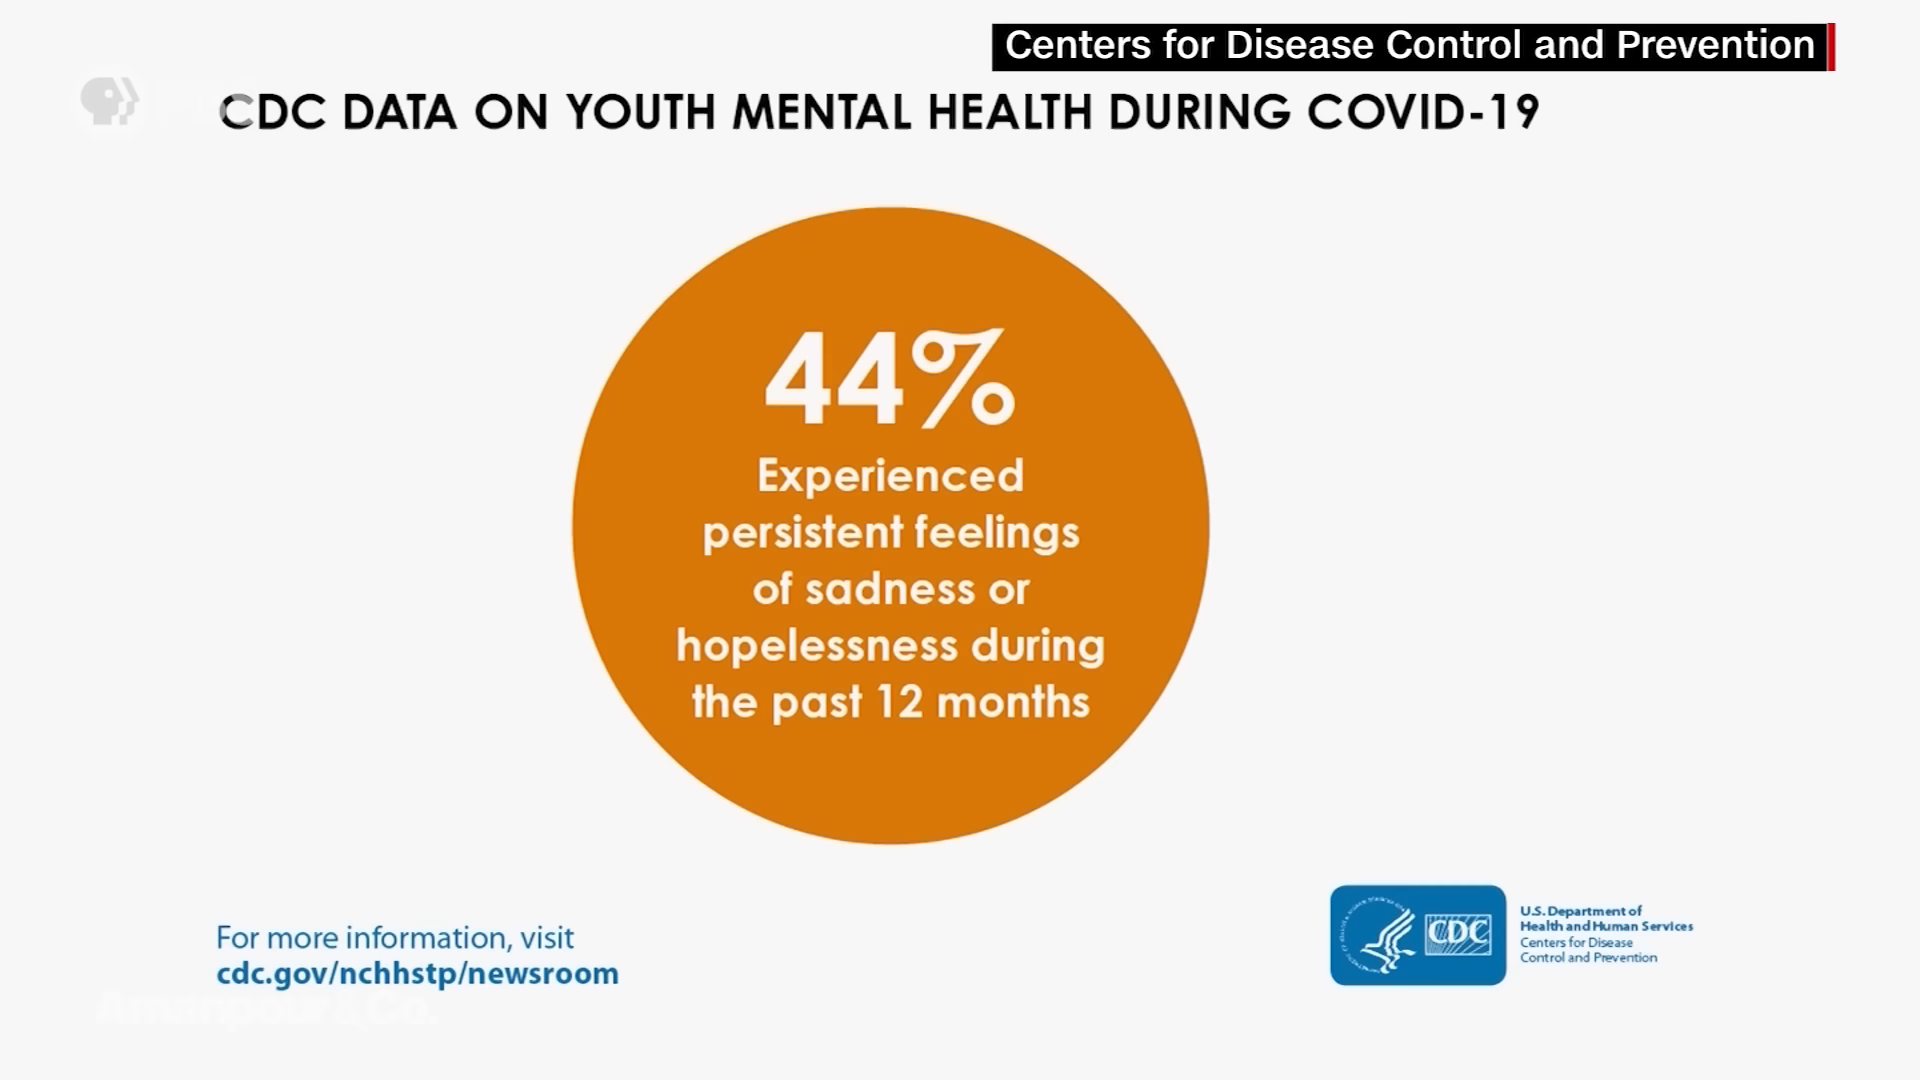 Centers for Disease Control and Prevention
CDC DATA ON YOUTH MENTAL HEALTH DURING COVID-19
44%
Experienced
persistent feelings
of sadness or
hopelessness during
the past 12 months
For more information, visit
cdc.gov/nchhstp/newsroom
CDC
U.S. Department of
Health and Human Services
Centers for Disease
Control and Prevention
Amanpour & Co.